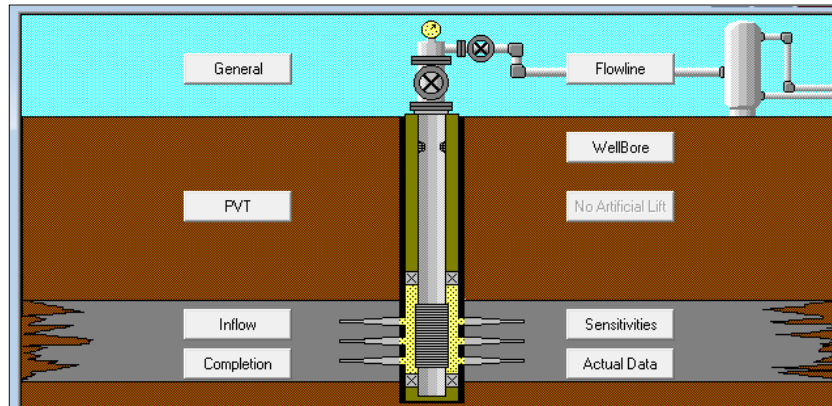 General
Flowline
WellBore
PVT
No Artificial Lift
Inflow
Sensitivities
Completion
Actual Data